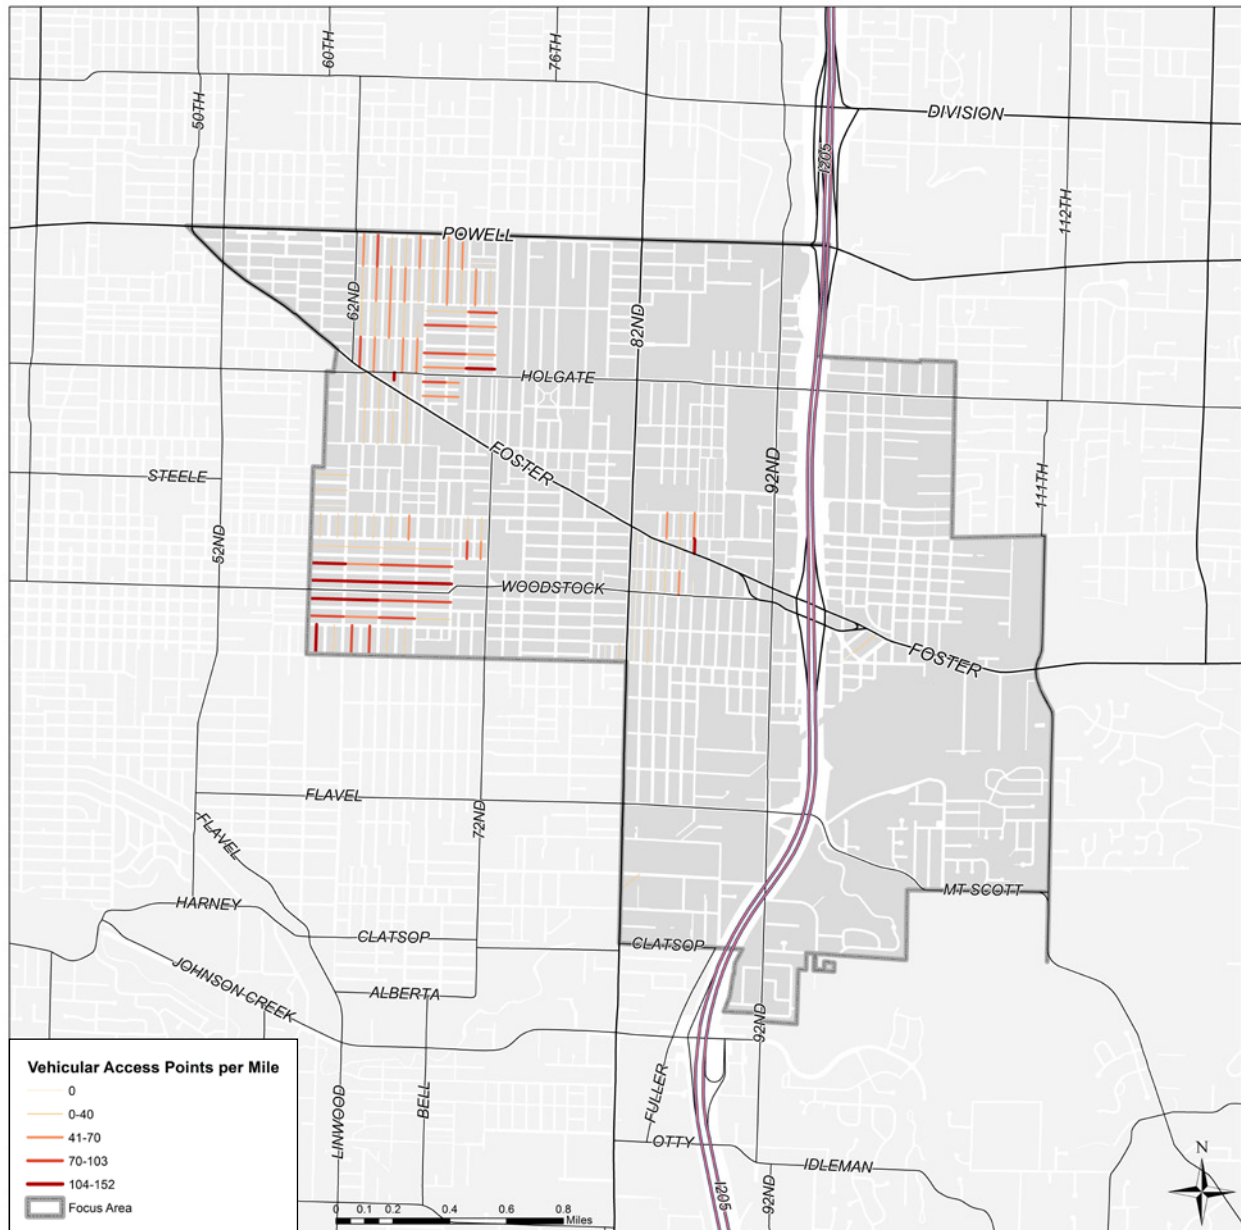 60TH
76TH
50TH
DIVISION
I205
112TH
POWELL
62ND
82ND
HOLGATE
FOSTER
92ND
STEELE
111TH
52ND
WOODSTOCK
FOSTER
FLAVEL
FLAVEL
72ND
MT SCOTT
HARNEY
CLATSOP
CLATSOP
JOHNSON CREEK
ALBERTA
92ND
Vehicular Access Points per Mile
0
0-40
41-70
70-103
104-152
Focus Area
LINWOOD
BELL
FULLER
OTTY
IDLEMAN
I205
92ND
N
0 0.1 0.2 0.4 0.6 0.8
Miles